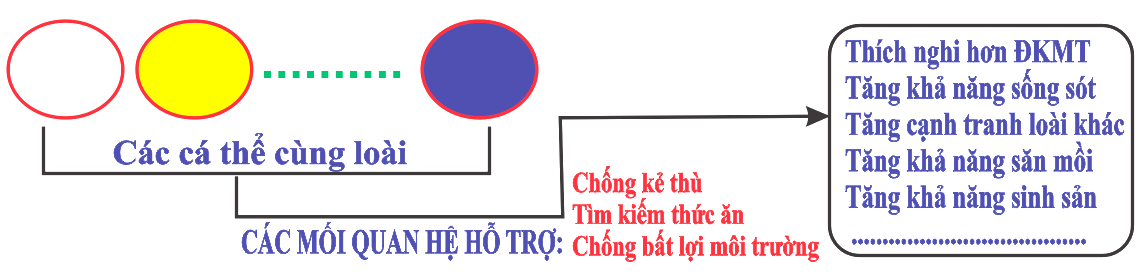 Các cá thể cùng loài
CÁC MỐI QUAN HỆ HỖ TRỢ:
Chống kẻ thù
Tìm kiếm thức ăn
Chống bất lợi môi trường
Thích nghi hơn ĐKMT
Tăng khả năng sống sót
Tăng cạnh tranh loài khác
Tăng khả năng săn mồi
Tăng khả năng sinh sản
.......................................